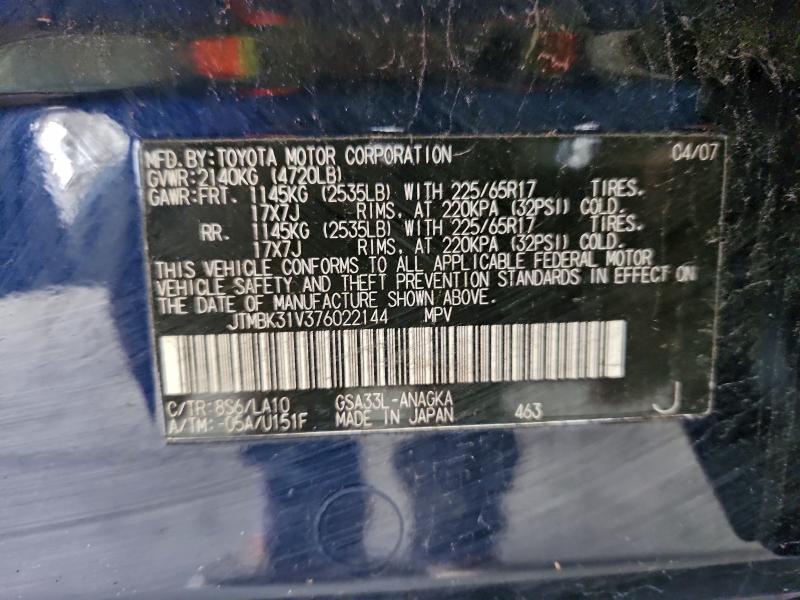 MFD.BY:TOYOTA MOTOR CORPORATION 04/07
GVWR:2140KG (4720LB)
GAWR:FRT. 1145KG (2535LB) WITH 225/65R17 TIRES.
17X7J RIMS, AT 220KPA (32PSI) COLD.
RR. 1145KG (2535LB) WITH 225/65R17 TIRES.
17X7J RIMS, AT 220KPA (32PSI) COLD.
THIS VEHICLE CONFORMS TO ALL APPLICABLE FEDERAL MOTOR
VEHICLE SAFETY AND THEFT PREVENTION STANDARDS IN EFFECT ON
THE DATE OF MANUFACTURE SHOWN ABOVE.
JTMBK31V376022144 MPV
C/TR:8S6/LA10 GSA33L-ANAGKA
A/TM:-05A/U151F MADE IN JAPAN 463 J